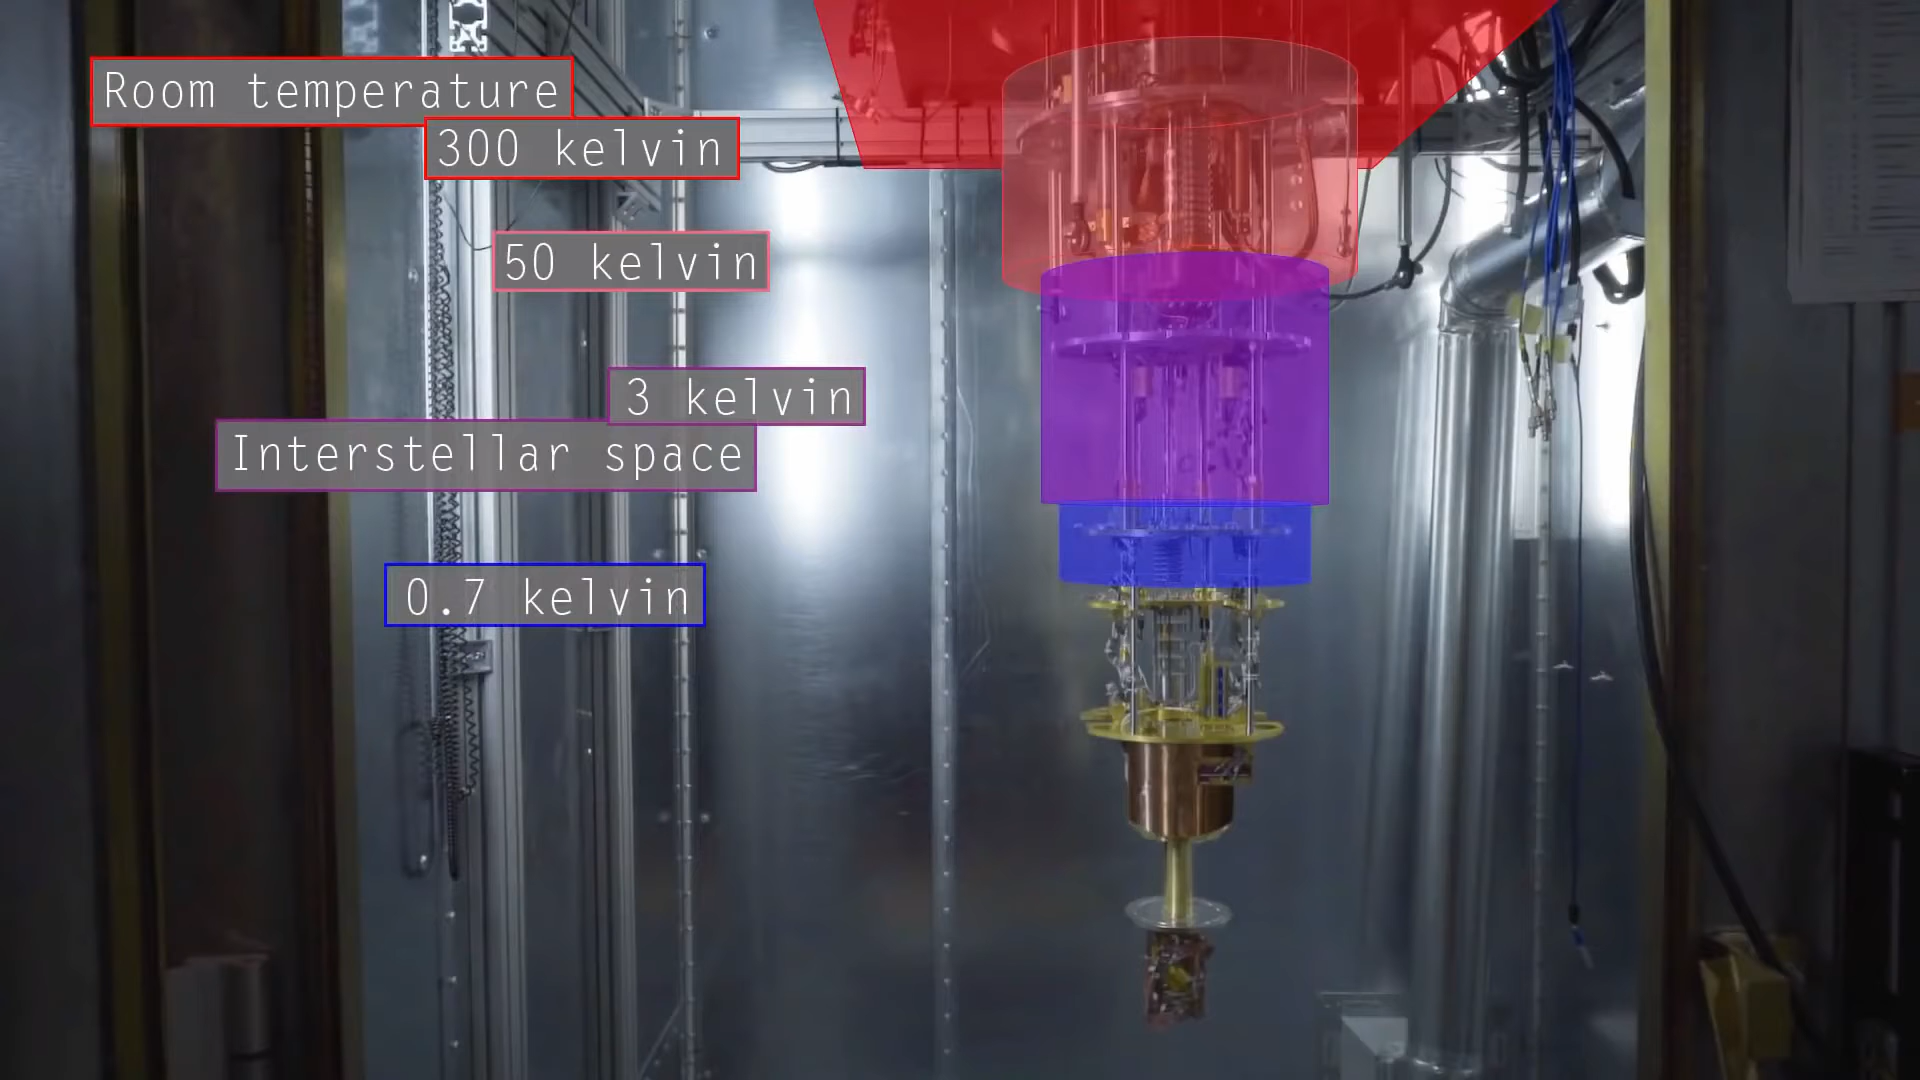 Room temperature
300 kelvin
50 kelvin
3 kelvin
Interstellar space
0.7 kelvin